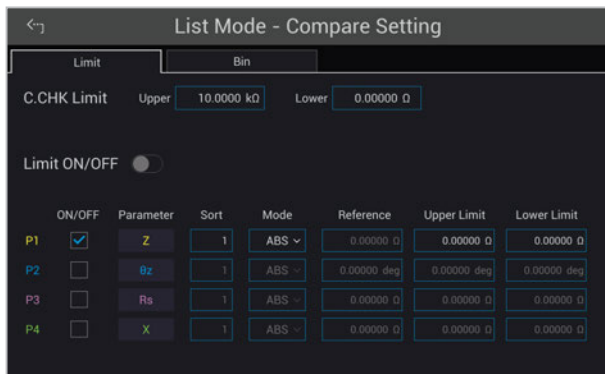 List Mode - Compare Setting
Limit Bin
C.CHK Limit Upper 10.0000 kΩ Lower 0.00000 Ω
Limit ON/OFF
ON/OFF Parameter Sort Mode Reference Upper Limit Lower Limit
P1 Z 1 ABS 0.00000 Ω 0.00000 Ω 0.00000 Ω
P2 θz 1 ABS 0.00000 deg 0.00000 deg 0.00000 deg
P3 Rs 1 ABS 0.00000 Ω 0.00000 Ω 0.00000 Ω
P4 X 1 ABS 0.00000 Ω 0.00000 Ω 0.00000 Ω